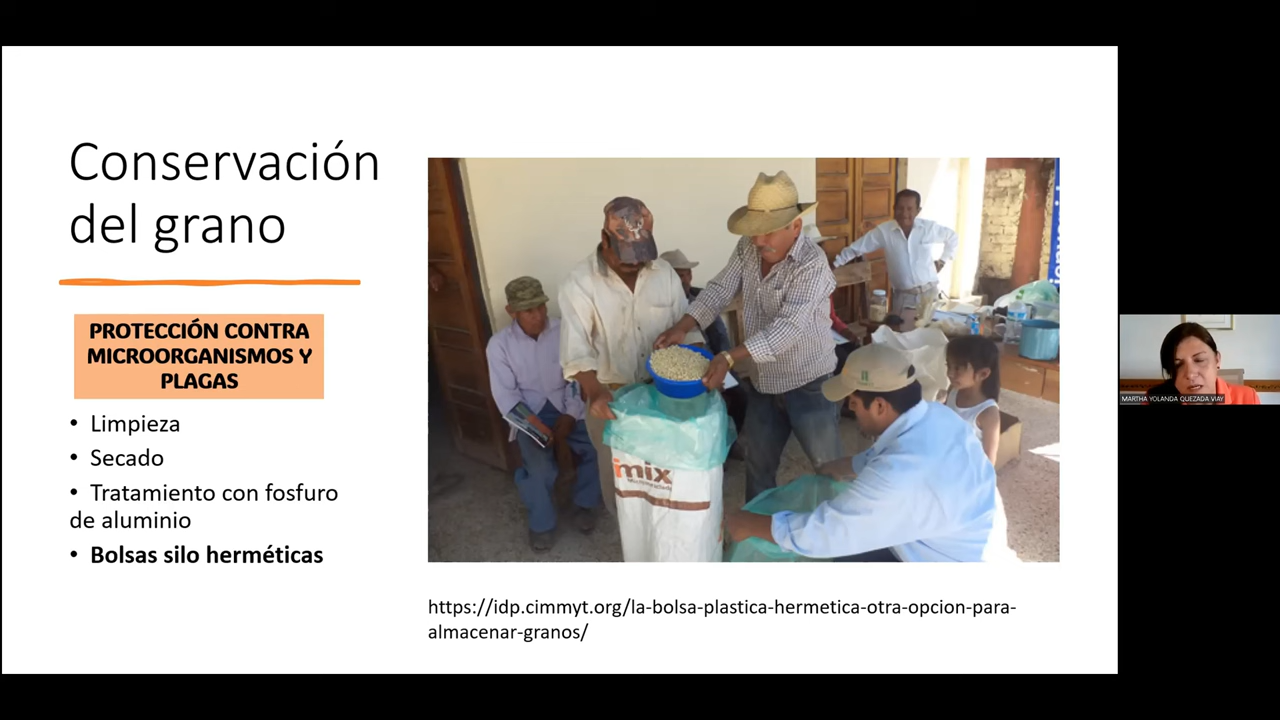 Conservación
del grano
PROTECCIÓN CONTRA
MICROORGANISMOS Y
PLAGAS
• Limpieza
• Secado
• Tratamiento con fosfuro
de aluminio
• Bolsas silo herméticas
imix
https://idp.cimmyt.org/la-bolsa-plastica-hermetica-otra-opcion-para-
almacenar-granos/
MARTHA YOLANDA QUEZADA VIAY